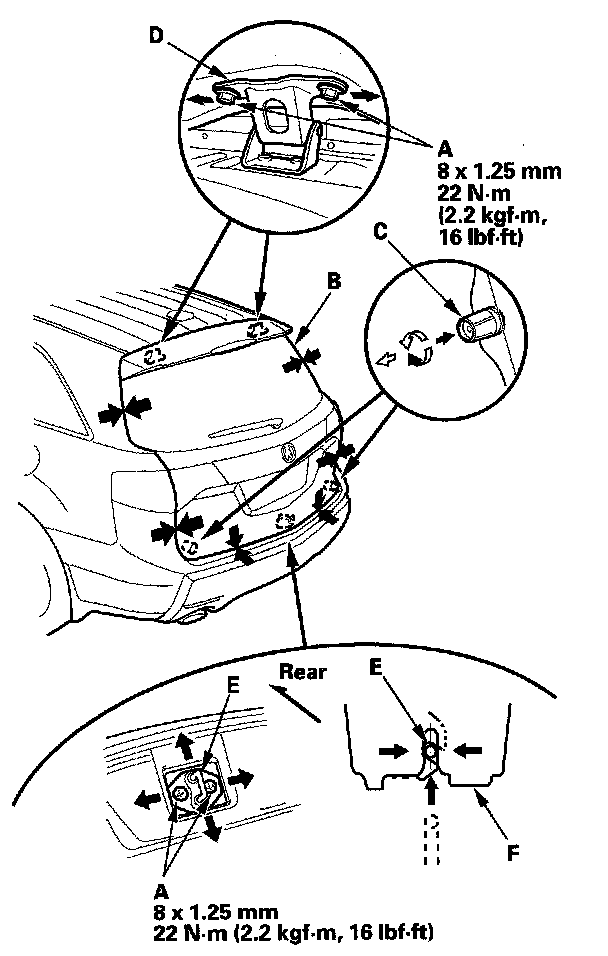 D
A
8 x 1.25 mm
22 N·m
(2.2 kgf·m,
16 lbf·ft)
C
B
Rear
E
E
F
A
8 x 1.25 mm
22 N·m (2.2 kgf·m, 16 lbf·ft)